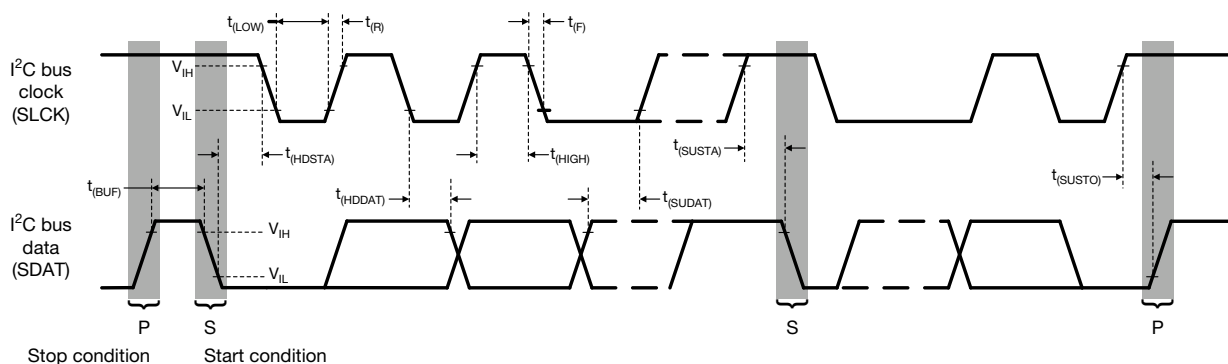 t(LOW)
t(R)
t(F)
I²C bus
clock
(SLCK)
VIH
VIL
t(HDSTA)
t(HIGH)
t(SUSTA)
t(SUSTO)
t(BUF)
t(HDDAT)
t(SUDAT)
I²C bus
data
(SDAT)
VIH
VIL
P
S
S
P
Stop condition
Start condition